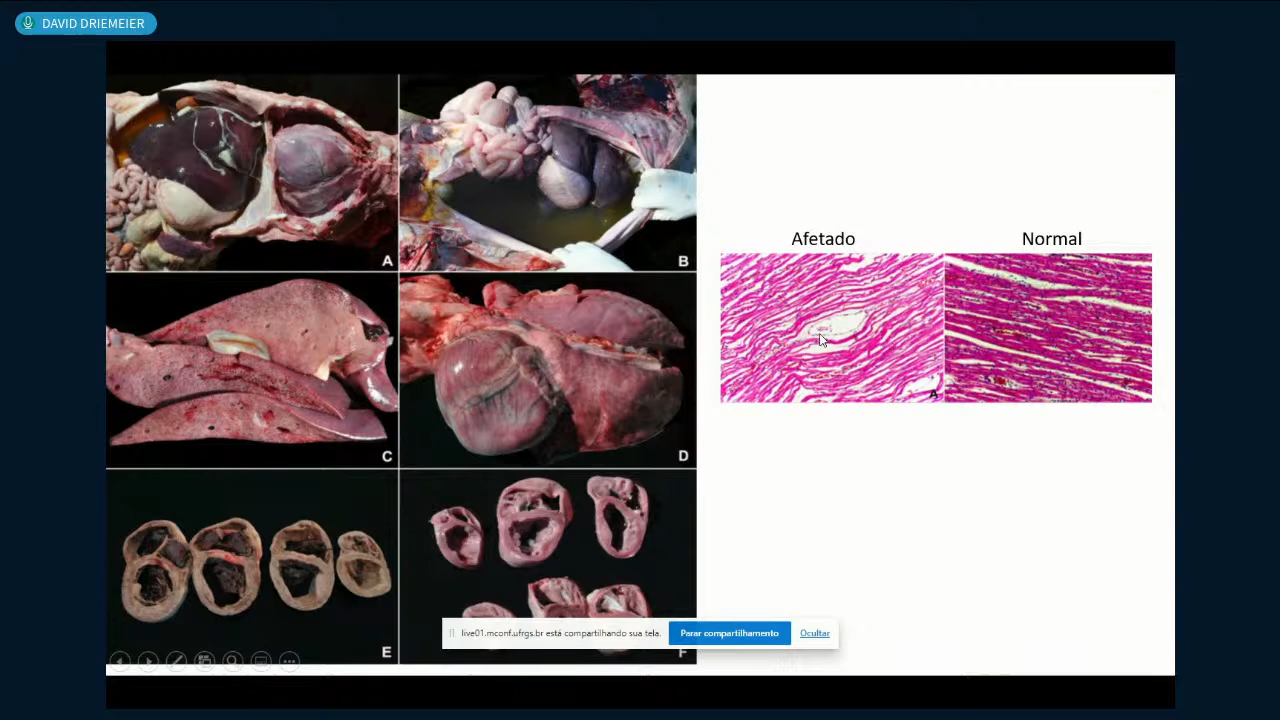 DAVID DRIEMEIER
A
B
Afetado
Normal
A
C
D
live01.mconf.ufrgs.br está compartilhando sua tela.
Parar compartilhamento
Ocultar
E
F